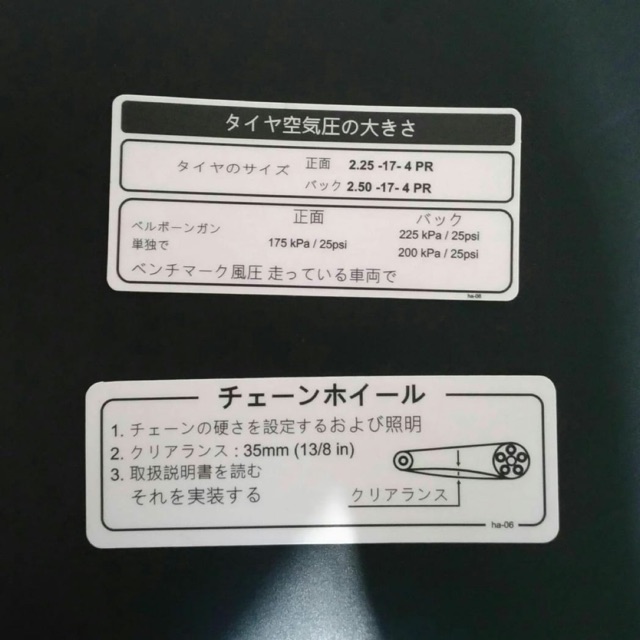 タイヤ空気圧の大きさ
タイヤのサイズ 正面 2.25 -17- 4 PR
バック 2.50 -17- 4 PR
正面 バック
ベルボーンガン 225 kPa / 25psi
単独で 175 kPa / 25psi 200 kPa / 25psi
ベンチマーク風圧 走っている車両で
ha-06
チェーンホイール
1. チェーンの硬さを設定するおよび照明
2. クリアランス : 35mm (13/8 in)
3. 取扱説明書を読む
それを実装する
クリアランス
ha-06